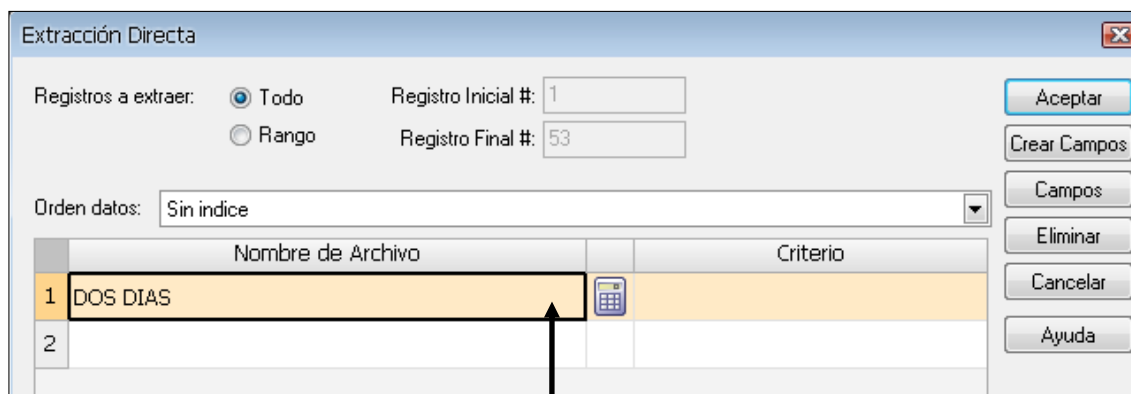 Extracción Directa
Registros a extraer: Todo Registro Inicial #: 1 Aceptar
Rango Registro Final #: 53 Crear Campos
Campos
Orden datos: Sin indice
Eliminar
Nombre de Archivo Criterio
Cancelar
1 DOS DIAS
2 Ayuda